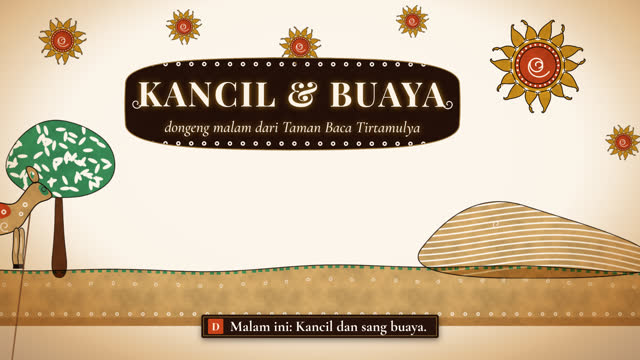 KANCIL & BUAYA
dongeng malam dari Taman Baca Tirtamulya
D Malam ini: Kancil dan sang buaya.